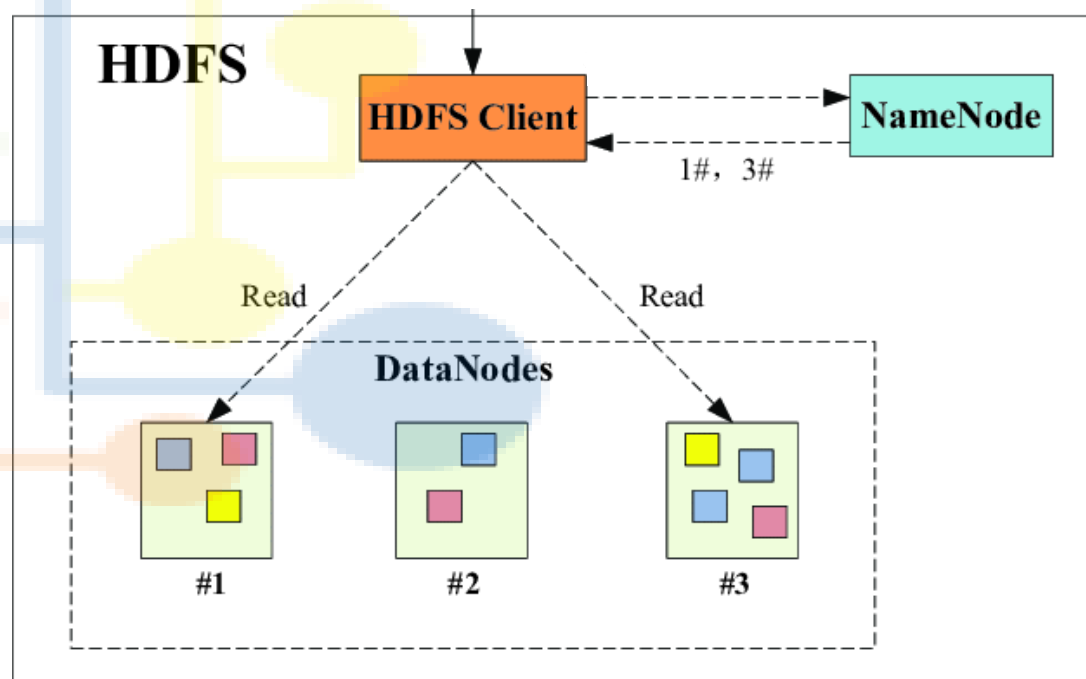 HDFS
HDFS Client
NameNode
1#，3#
Read
Read
DataNodes
#1
#2
#3